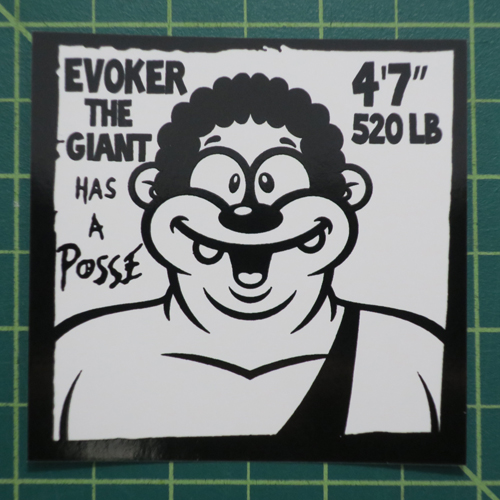 EVOKER
THE
GIANT
HAS
A
POSSE
4'7"
520 LB